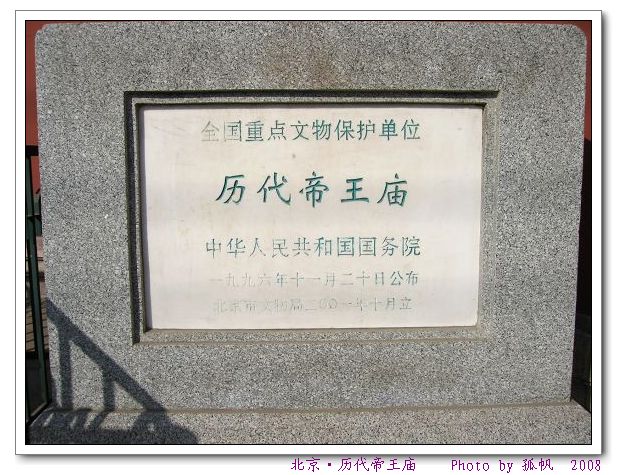 全国重点文物保护单位
历代帝王庙
中华人民共和国国务院
一九九六年十一月二十日公布
北京市文物局二〇〇一年十月立
北京·历代帝王庙 Photo by 孤帆 2008